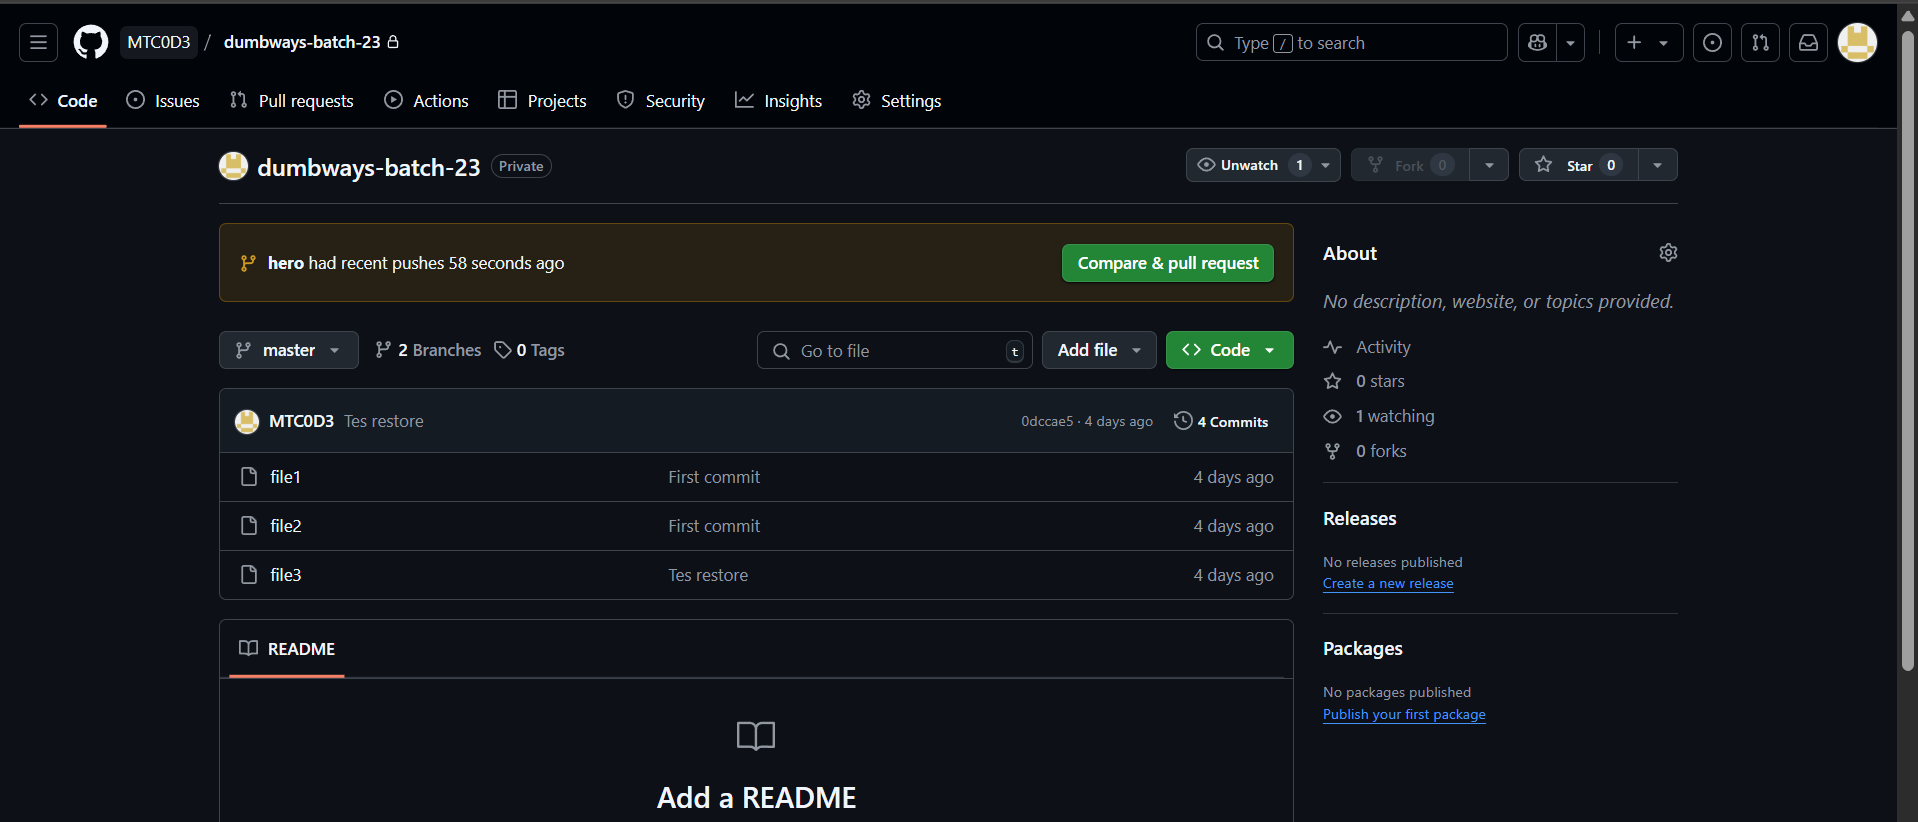 MTC0D3 / dumbways-batch-23
Type / to search
Code
Issues
Pull requests
Actions
Projects
Security
Insights
Settings
dumbways-batch-23 Private
Unwatch 1
Fork 0
Star 0
hero had recent pushes 58 seconds ago
Compare & pull request
master
2 Branches
0 Tags
Go to file t
Add file
Code
MTC0D3 Tes restore
0dccae5 · 4 days ago
4 Commits
file1 First commit 4 days ago
file2 First commit 4 days ago
file3 Tes restore 4 days ago
README
Add a README
About
No description, website, or topics provided.
Activity
0 stars
1 watching
0 forks
Releases
No releases published
Create a new release
Packages
No packages published
Publish your first package